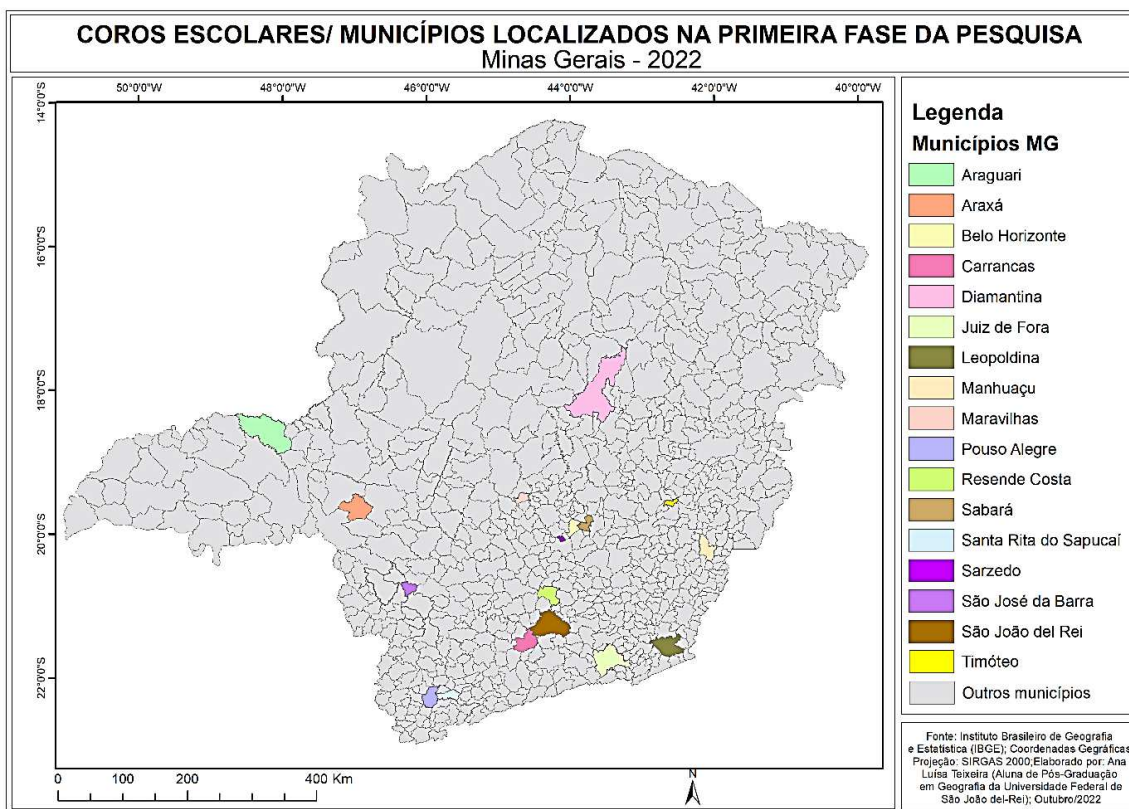 COROS ESCOLARES/ MUNICÍPIOS LOCALIZADOS NA PRIMEIRA FASE DA PESQUISA
Minas Gerais - 2022
50°0'0"W 48°0'0"W 46°0'0"W 44°0'0"W 42°0'0"W 40°0'0"W
14°0'0"S
16°0'0"S
18°0'0"S
20°0'0"S
22°0'0"S
0 100 200 400 Km
N
Legenda
Municípios MG
Araguari
Araxá
Belo Horizonte
Carrancas
Diamantina
Juiz de Fora
Leopoldina
Manhuaçu
Maravilhas
Pouso Alegre
Resende Costa
Sabará
Santa Rita do Sapucaí
Sarzedo
São José da Barra
São João del Rei
Timóteo
Outros municípios
Fonte: Instituto Brasileiro de Geografia
e Estatística (IBGE); Coordenadas Gegráficas
Projeção: SIRGAS 2000;Elaborado por: Ana
Luísa Teixeira (Aluna de Pós-Graduação
em Geografia da Universidade Federal de
São João del-Rei); Outubro/2022